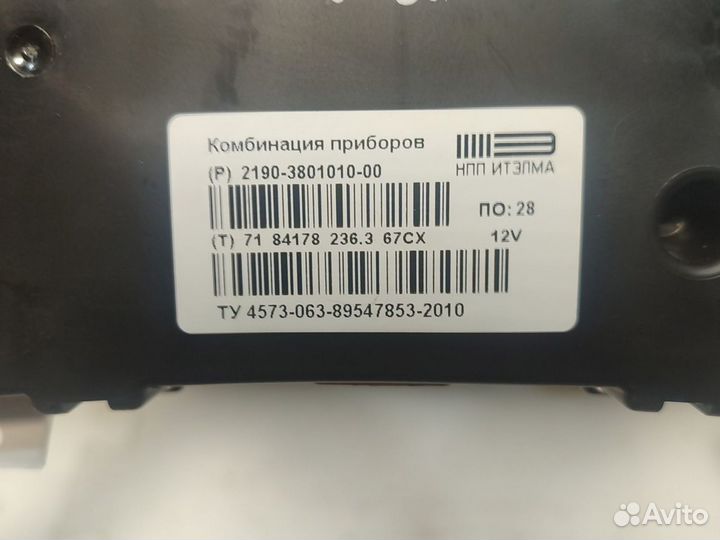 Комбинация приборов
(P) 2190-3801010-00
НПП ИТЭЛМА
ПО: 28
(T) 71 84178 236.3 67CX
12V
ТУ 4573-063-89547853-2010
Avito